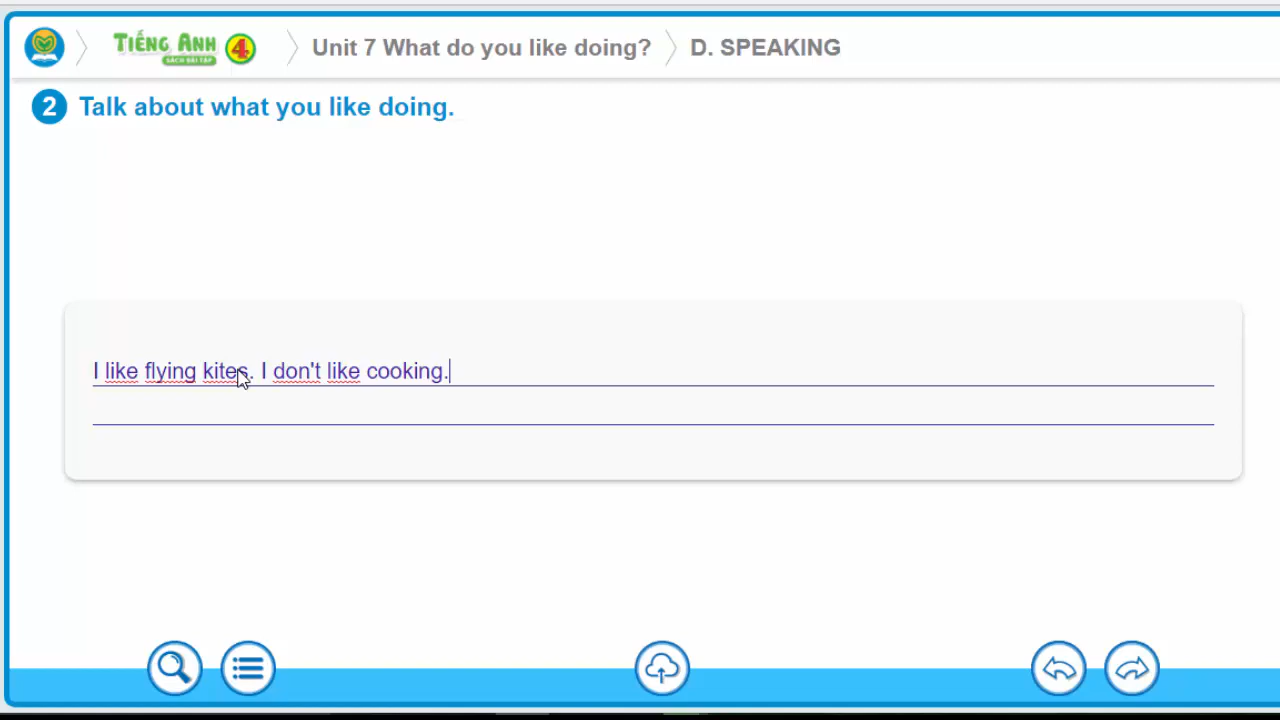 TIẾNG ANH 4
SÁCH BÀI TẬP
Unit 7 What do you like doing?
D. SPEAKING
2 Talk about what you like doing.
I like flying kites. I don't like cooking.